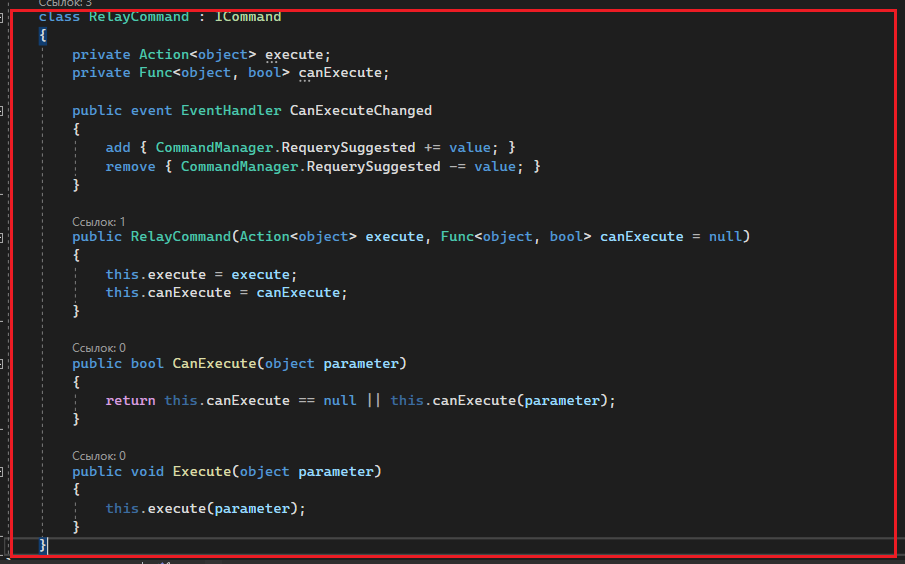 Ссылок: 3
class RelayCommand : ICommand
{
private Action<object> execute;
private Func<object, bool> canExecute;
public event EventHandler CanExecuteChanged
{
add { CommandManager.RequerySuggested += value; }
remove { CommandManager.RequerySuggested -= value; }
}
Ссылок: 1
public RelayCommand(Action<object> execute, Func<object, bool> canExecute = null)
{
this.execute = execute;
this.canExecute = canExecute;
}
Ссылок: 0
public bool CanExecute(object parameter)
{
return this.canExecute == null || this.canExecute(parameter);
}
Ссылок: 0
public void Execute(object parameter)
{
this.execute(parameter);
}
}